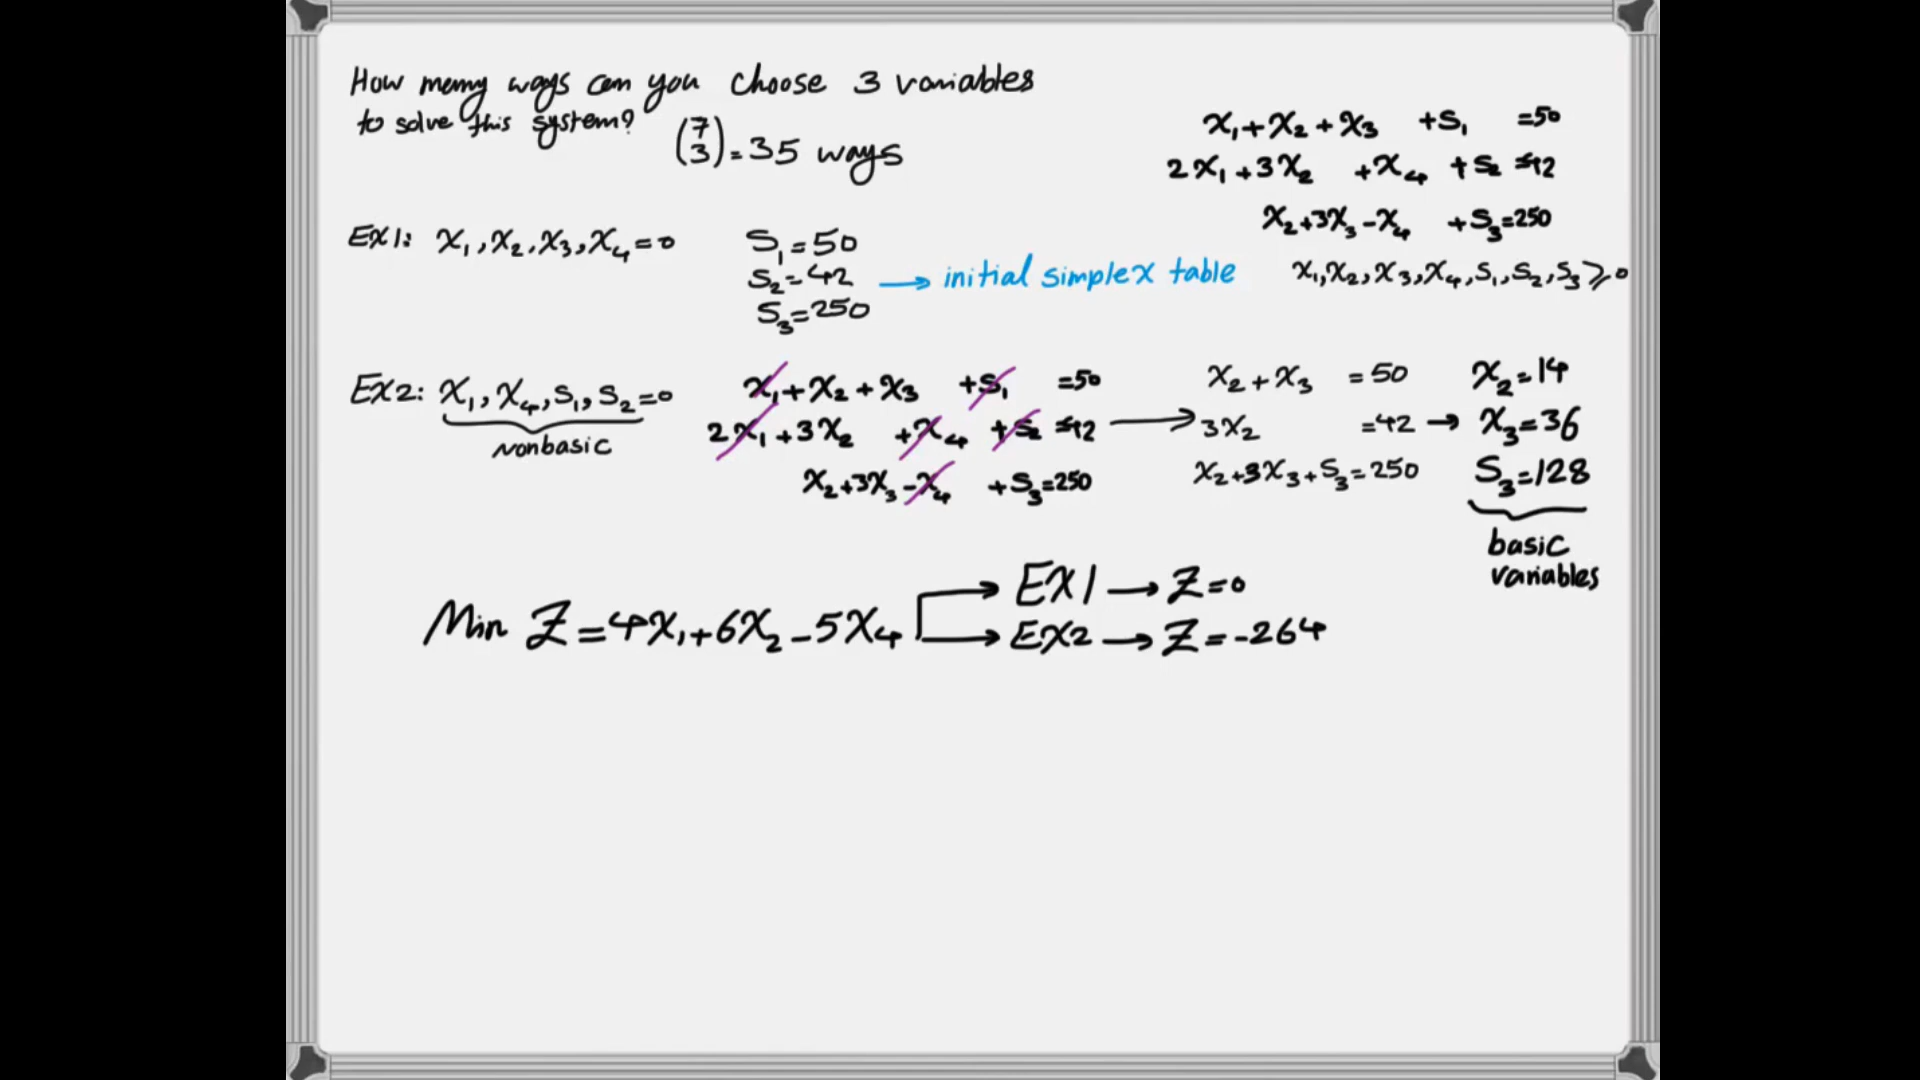 How many ways can you choose 3 variables
to solve this system?
(7 3) = 35 ways
x₁ + x₂ + x₃ + s₁ = 50
2x₁ + 3x₂ + x₄ + s₂ = 42
x₂ + 3x₃ - x₄ + s₃ = 250
x₁, x₂, x₃, x₄, s₁, s₂, s₃ ≥ 0
EX1: x₁, x₂, x₃, x₄ = 0
S₁ = 50
S₂ = 42 → initial simplex table
S₃ = 250
EX2: x₁, x₄, s₁, s₂ = 0
nonbasic
x₁ + x₂ + x₃ + s₁ = 50
2x₁ + 3x₂ + x₄ + s₂ = 42 →
x₂ + 3x₃ - x₄ + s₃ = 250
x₂ + x₃ = 50
3x₂ = 42 →
x₂ + 3x₃ + s₃ = 250
x₂ = 14
x₃ = 36
S₃ = 128
basic
variables
Min Z = 4x₁ + 6x₂ - 5x₄
→ EX1 → Z = 0
→ EX2 → Z = -264